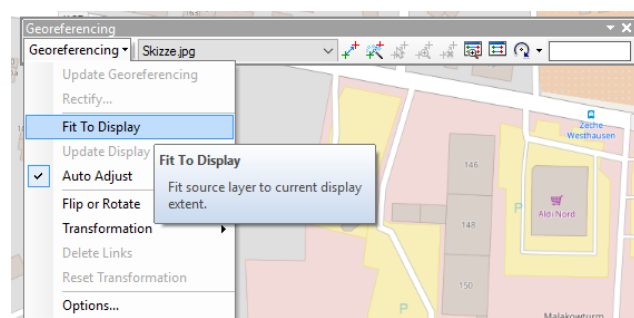 Georeferencing
Georeferencing
Skizze.jpg
Update Georeferencing
Rectify...
Fit To Display
Update Display
Auto Adjust
Flip or Rotate
Transformation
Delete Links
Reset Transformation
Options...
Fit To Display
Fit source layer to current display
extent.
Zeche
Westhausen
146
P
Aldi Nord
148
150
P
Malakowturm